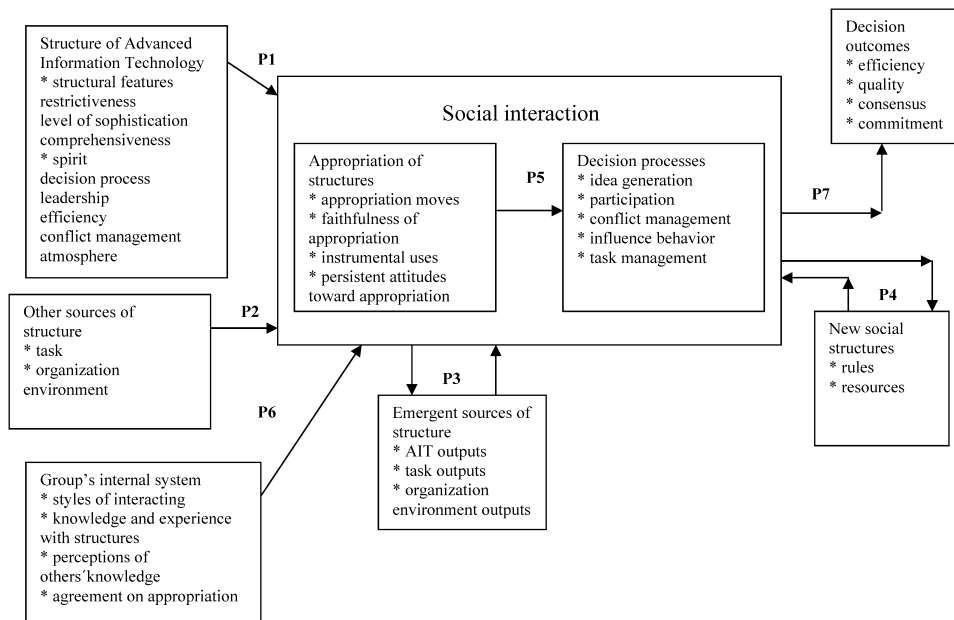 Structure of Advanced
Information Technology
* structural features
restrictiveness
level of sophistication
comprehensiveness
* spirit
decision process
leadership
efficiency
conflict management
atmosphere
P1
Other sources of
structure
* task
* organization
environment
P2
Group's internal system
* styles of interacting
* knowledge and experience
with structures
* perceptions of
others´knowledge
* agreement on appropriation
P6
Social interaction
Appropriation of
structures
* appropriation moves
* faithfulness of
appropriation
* instrumental uses
* persistent attitudes
toward appropriation
P5
Decision processes
* idea generation
* participation
* conflict management
* influence behavior
* task management
P3
Emergent sources of
structure
* AIT outputs
* task outputs
* organization
environment outputs
Decision
outcomes
* efficiency
* quality
* consensus
* commitment
P7
P4
New social
structures
* rules
* resources